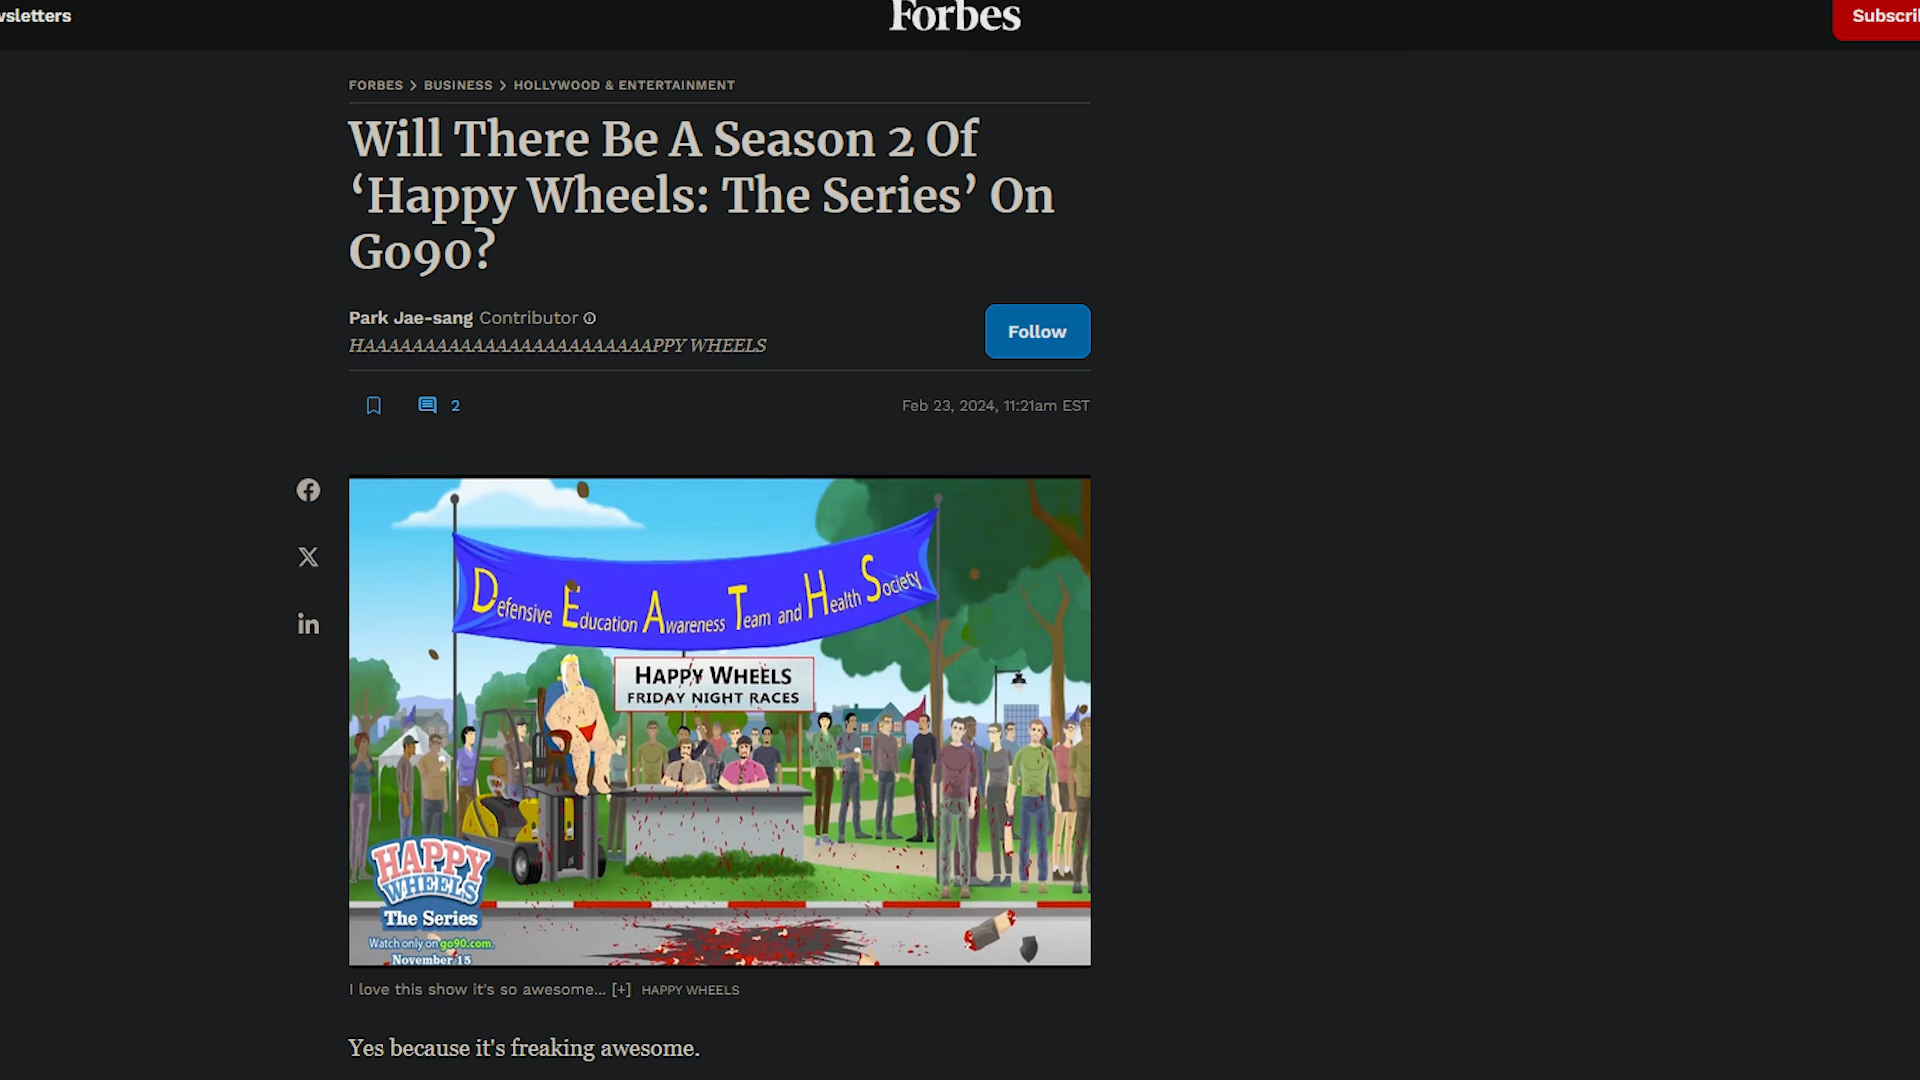 wsletters
Forbes
Subscri
FORBES > BUSINESS > HOLLYWOOD & ENTERTAINMENT
Will There Be A Season 2 Of
‘Happy Wheels: The Series’ On
Go90?
Park Jae-sang Contributor
HAAAAAAAAAAAAAAAAAAAAAAAAPPY WHEELS
Follow
2
Feb 23, 2024, 11:21am EST
Defensive Education Awareness Team and Health Society
HAPPY WHEELS
FRIDAY NIGHT RACES
HAPPY
WHEELS
The Series
Watch only on go90.com.
November 15
I love this show it's so awesome... [+] HAPPY WHEELS
Yes because it's freaking awesome.